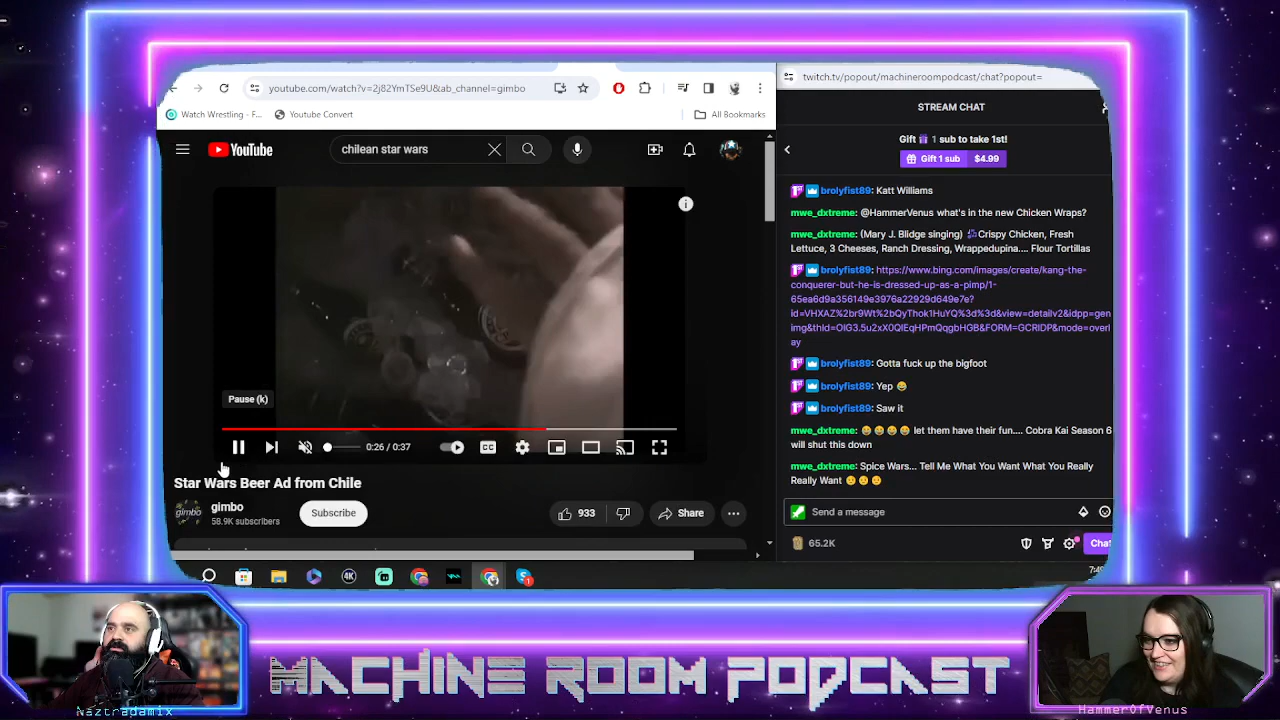 youtube.com/watch?v=2j82YmTSe9U&ab_channel=gimbo
twitch.tv/popout/machineroompodcast/chat?popout=
Watch Wrestling - F...
Youtube Convert
All Bookmarks
STREAM CHAT
YouTube
chilean star wars
Gift 1 sub to take 1st!
Gift 1 sub $4.99
brolyfist89: Katt Williams
mwe_dxtreme: @HammerVenus what's in the new Chicken Wraps?
mwe_dxtreme: (Mary J. Blidge singing) 🎶Crispy Chicken, Fresh
Lettuce, 3 Cheeses, Ranch Dressing, Wrappedupina.... Flour Tortillas
brolyfist89: https://www.bing.com/images/create/kang-the-
conquerer-but-he-is-dressed-up-as-a-pimp/1-
65ea6d9a356149e3976a22929d649e7e?
id=VHXAZ%2br9Wt%2bQyThok1HuYQ%3d%3d&view=detailv2&idpp=gen
img&thId=OIG3.5u2xX0QIEqHPmQqgbHGB&FORM=GCRIDP&mode=overl
ay
brolyfist89: Gotta fuck up the bigfoot
brolyfist89: Yep 😂
brolyfist89: Saw it
mwe_dxtreme: 😂😂😂😂 let them have their fun.... Cobra Kai Season 6
will shut this down
mwe_dxtreme: Spice Wars... Tell Me What You Want What You Really
Really Want
Pause (k)
0:26 / 0:37
CC
Star Wars Beer Ad from Chile
gimbo
58.9K subscribers
Subscribe
933
Share
Send a message
65.2K
Chat
4K
MACHINE ROOM PODCAST
Naztradamix
HammerOfVenus